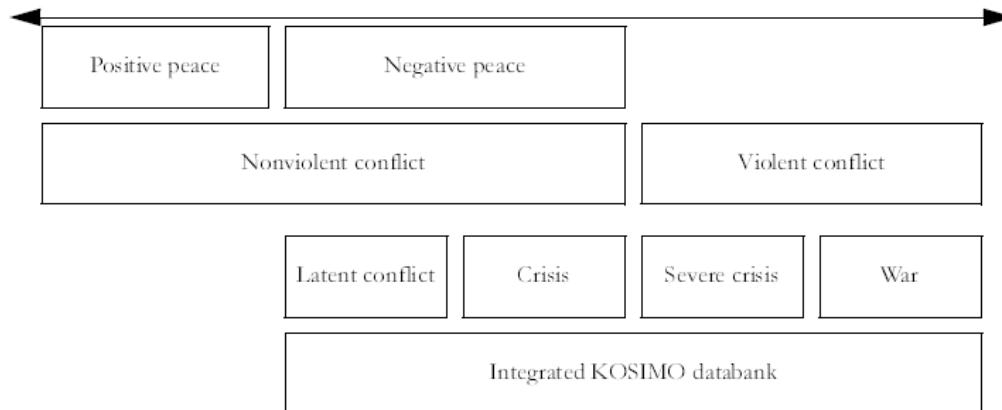 Positive peace
Negative peace
Nonviolent conflict
Violent conflict
Latent conflict
Crisis
Severe crisis
War
Integrated KOSIMO databank